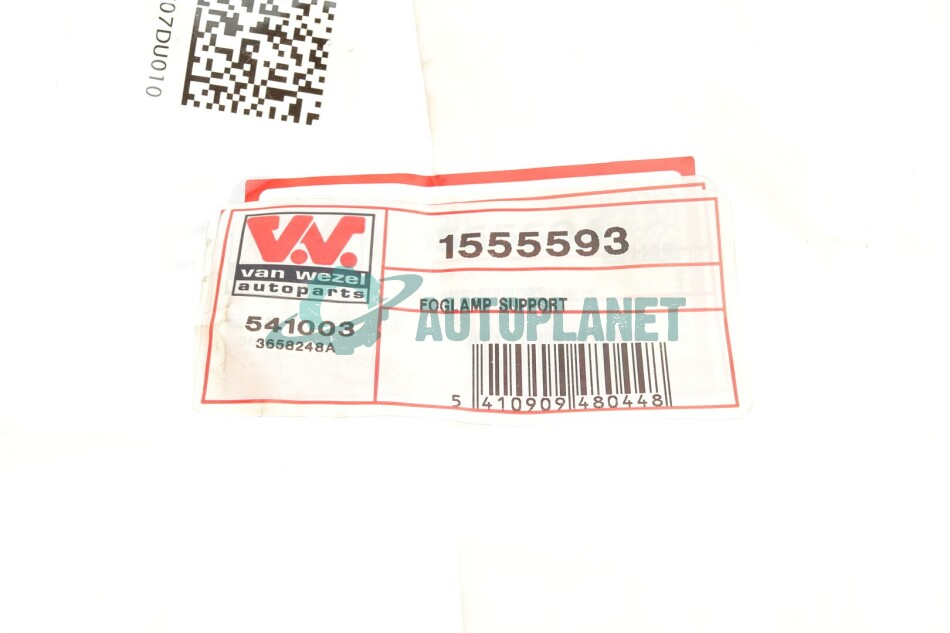 07DU010
V.W.
van wezel
autoparts
541003
3658248A
1555593
FOGLAMP SUPPORT
AUTOPLANET
5 410909 480448